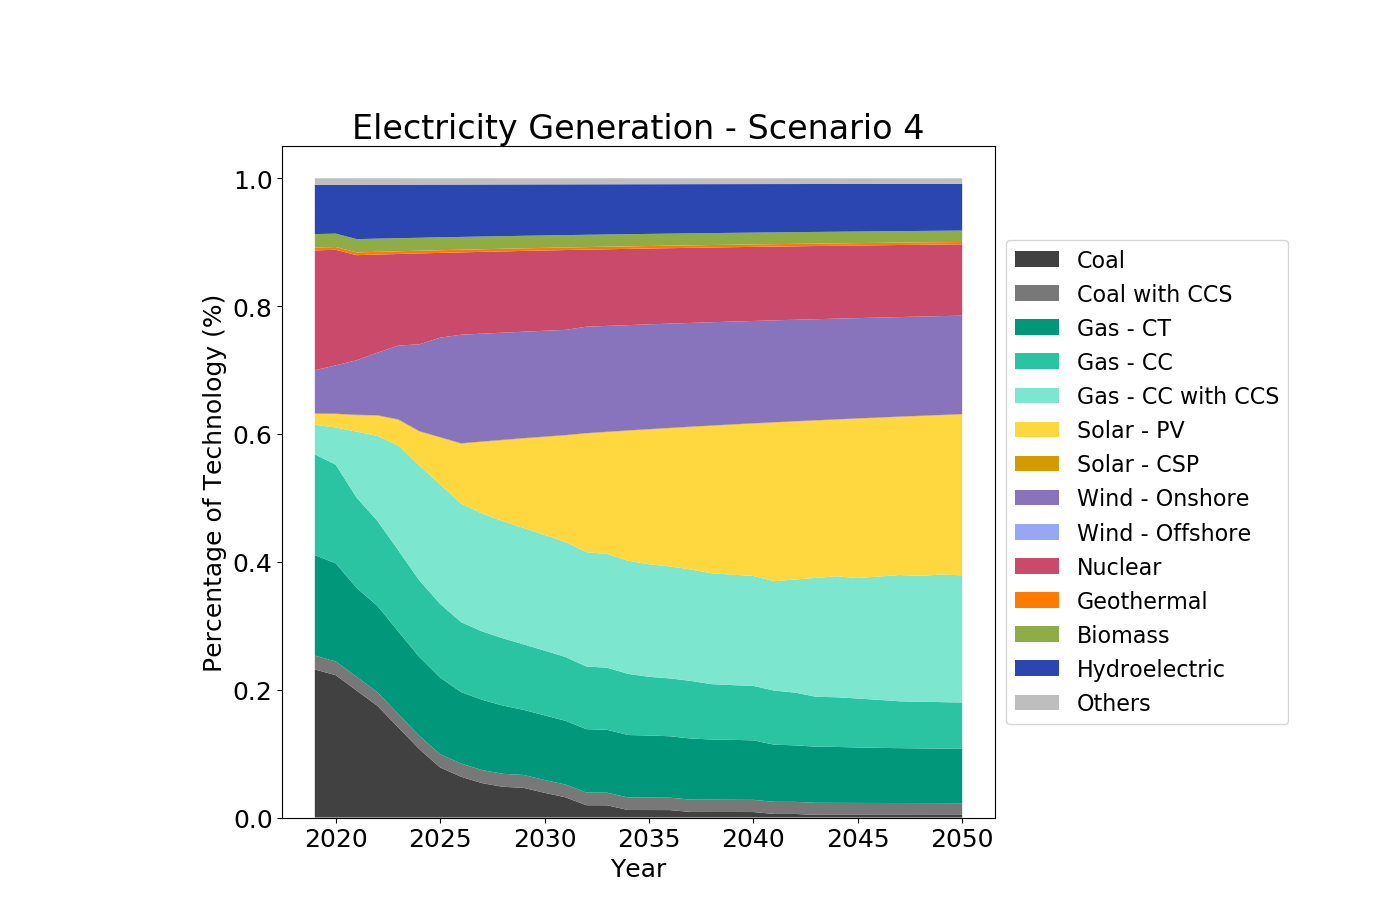 Electricity Generation - Scenario 4
Percentage of Technology (%)
1.0
0.8
0.6
0.4
0.2
0.0
2020 2025 2030 2035 2040 2045 2050
Year
Coal
Coal with CCS
Gas - CT
Gas - CC
Gas - CC with CCS
Solar - PV
Solar - CSP
Wind - Onshore
Wind - Offshore
Nuclear
Geothermal
Biomass
Hydroelectric
Others